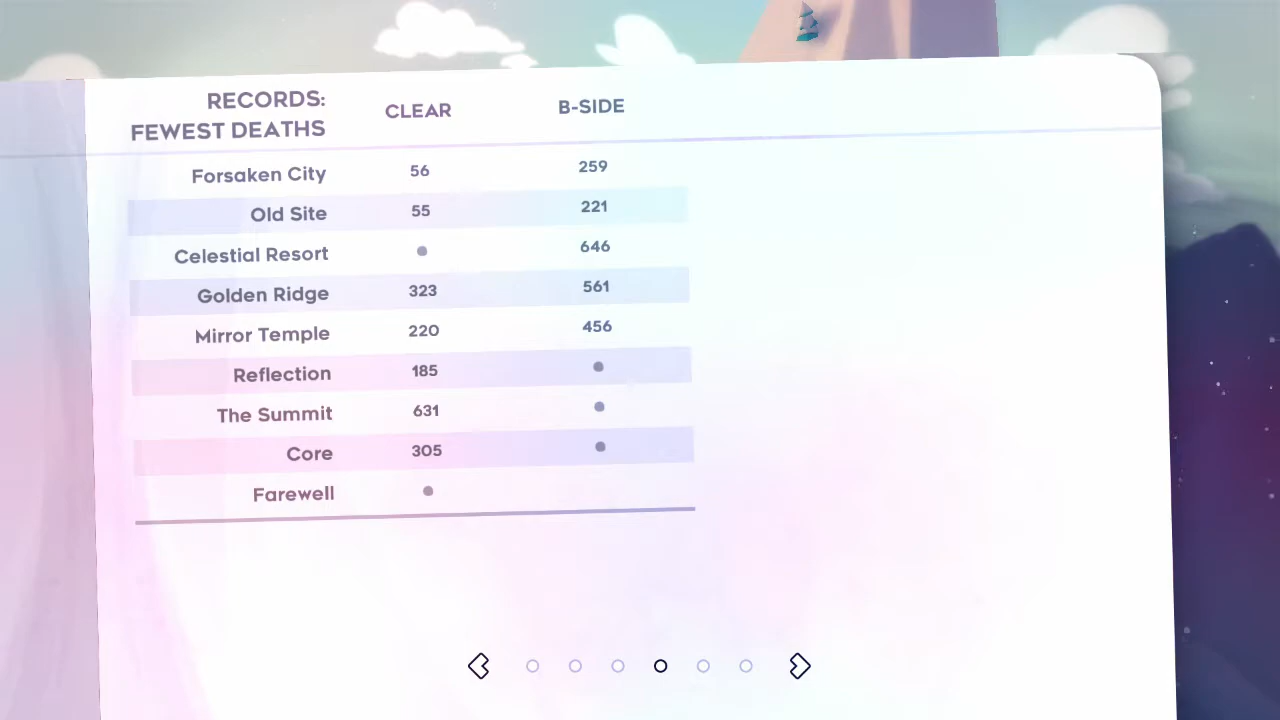 RECORDS:
FEWEST DEATHS CLEAR B-SIDE
Forsaken City 56 259
Old Site 55 221
Celestial Resort • 646
Golden Ridge 323 561
Mirror Temple 220 456
Reflection 185 •
The Summit 631 •
Core 305 •
Farewell •